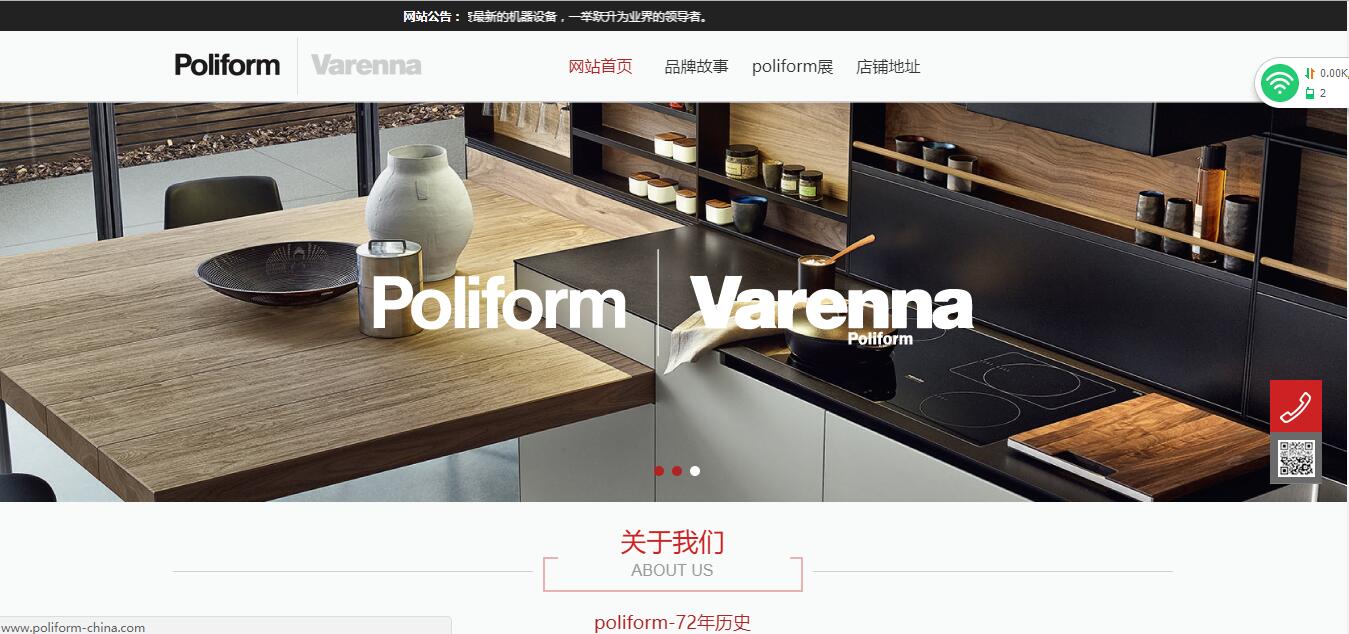 网站公告： 最新的机器设备，一举跃升为业界的领导者。
Poliform Varenna 网站首页 品牌故事 poliform展 店铺地址
0.00K
2
Poliform Varenna
Poliform
关于我们
ABOUT US
poliform-72年历史
www.poliform-china.com